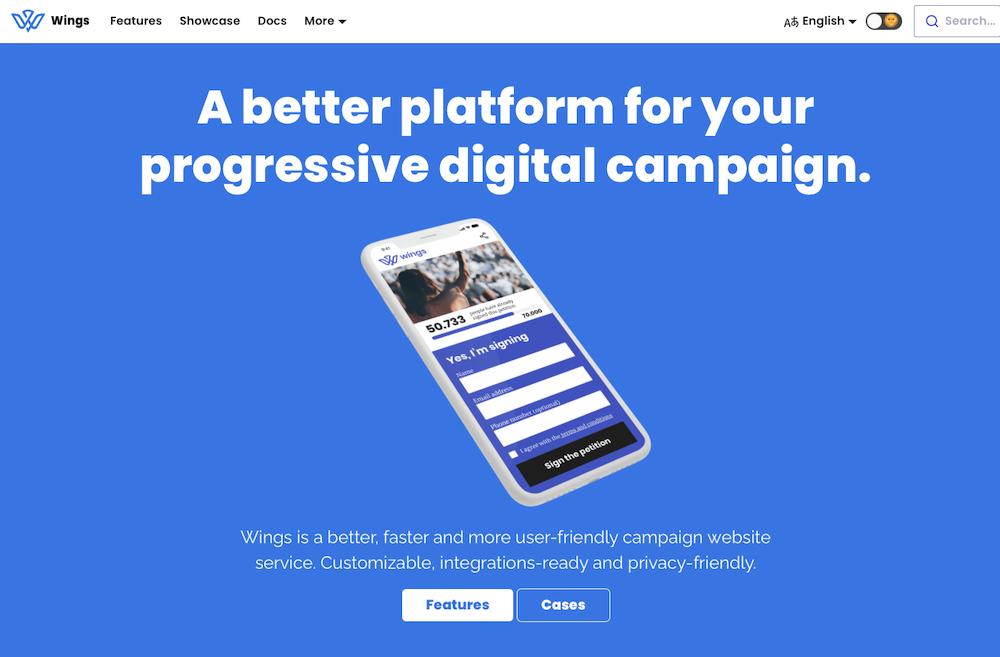 Wings
Features
Showcase
Docs
More
English
Search...
A better platform for your
progressive digital campaign.
9:41
wings
50.733
people have already
signed this petition
70.000
Yes, I'm signing
Name
Email address
Phone number (optional)
I agree with the terms and conditions
Sign the petition
Wings is a better, faster and more user-friendly campaign website
service. Customizable, integrations-ready and privacy-friendly.
Features
Cases